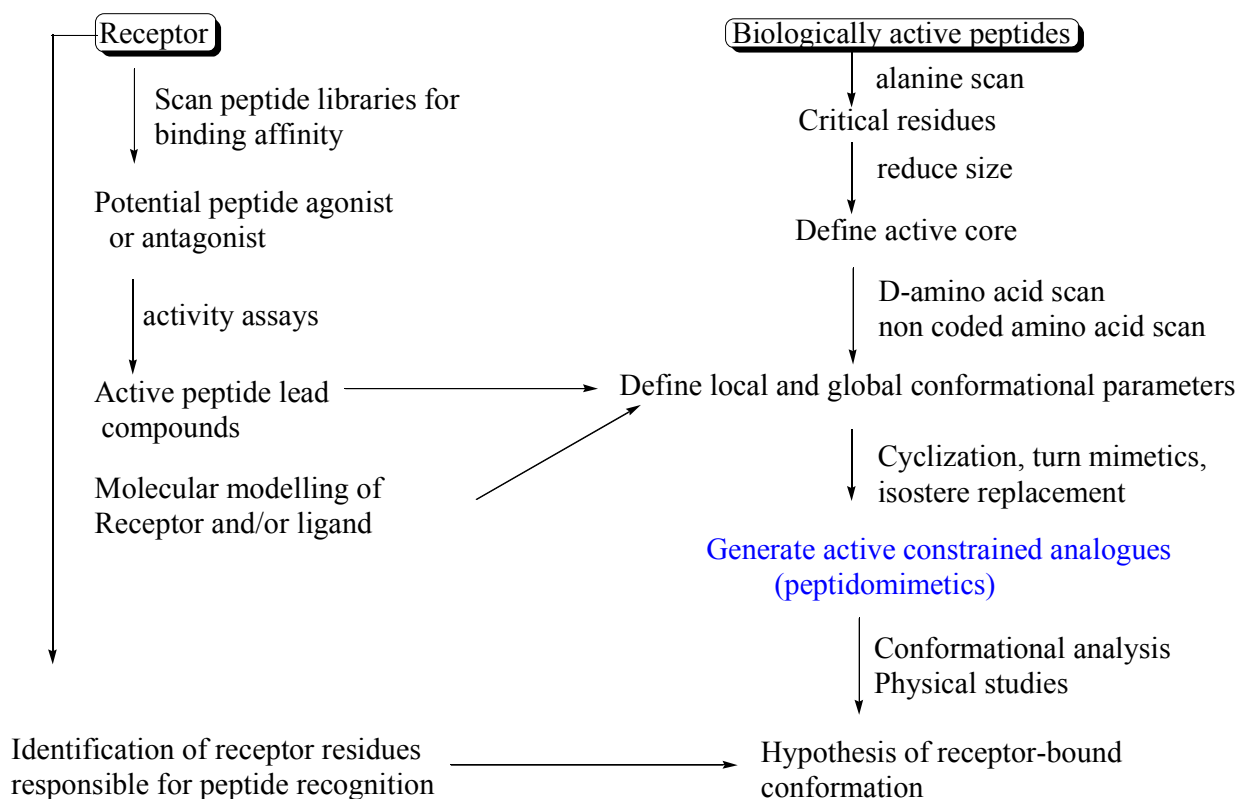 Receptor
Scan peptide libraries for
binding affinity
Potential peptide agonist
or antagonist
activity assays
Active peptide lead
compounds
Molecular modelling of
Receptor and/or ligand
Identification of receptor residues
responsible for peptide recognition
Biologically active peptides
alanine scan
Critical residues
reduce size
Define active core
D-amino acid scan
non coded amino acid scan
Define local and global conformational parameters
Cyclization, turn mimetics,
isostere replacement
Generate active constrained analogues
(peptidomimetics)
Conformational analysis
Physical studies
Hypothesis of receptor-bound
conformation